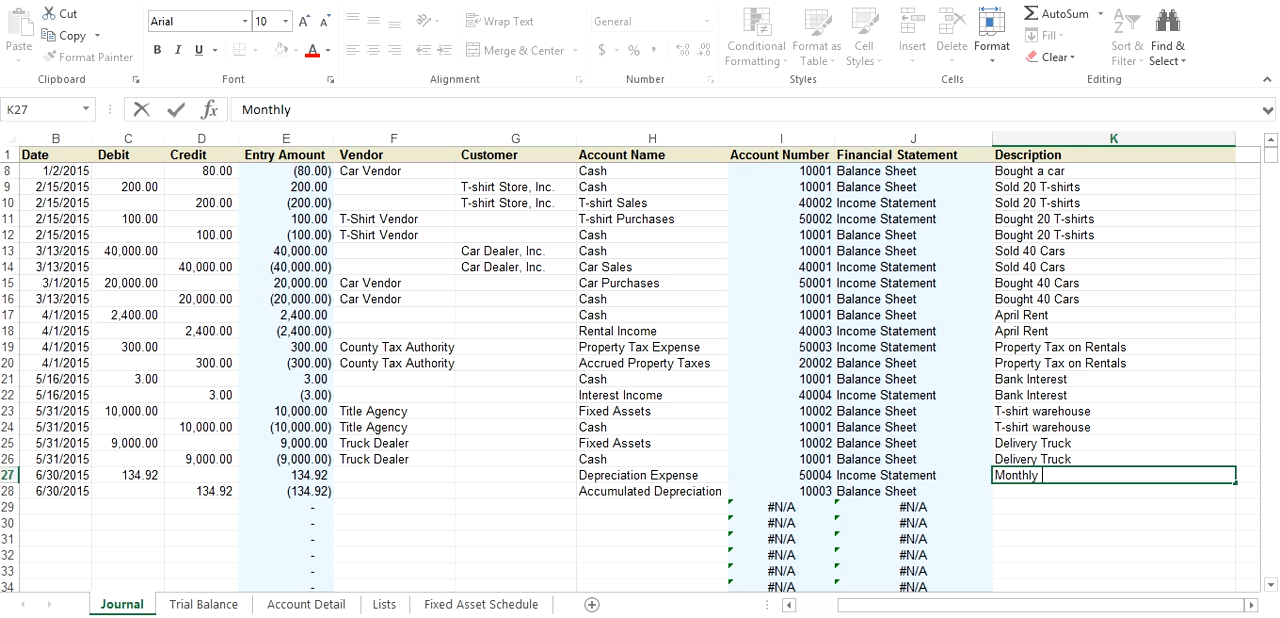 Cut
Copy
Format Painter
Paste
Clipboard
Arial 10 A A
B I U A
Font
Wrap Text
Merge & Center
Alignment
General
$ % ,
Number
Conditional Formatting
Format as Table
Cell Styles
Styles
Insert Delete Format
Cells
AutoSum
Fill
Clear
Sort & Filter
Find & Select
Editing
K27 fx Monthly
B C D E F G H I J K
1 Date Debit Credit Entry Amount Vendor Customer Account Name Account Number Financial Statement Description
8 1/2/2015 80.00 (80.00) Car Vendor Cash 10001 Balance Sheet Bought a car
9 2/15/2015 200.00 200.00 T-shirt Store, Inc. Cash 10001 Balance Sheet Sold 20 T-shirts
10 2/15/2015 200.00 (200.00) T-shirt Store, Inc. T-shirt Sales 40002 Income Statement Sold 20 T-shirts
11 2/15/2015 100.00 100.00 T-Shirt Vendor T-shirt Purchases 50002 Income Statement Bought 20 T-shirts
12 2/15/2015 100.00 (100.00) T-Shirt Vendor Cash 10001 Balance Sheet Bought 20 T-shirts
13 3/13/2015 40,000.00 40,000.00 Car Dealer, Inc. Cash 10001 Balance Sheet Sold 40 Cars
14 3/13/2015 40,000.00 (40,000.00) Car Dealer, Inc. Car Sales 40001 Income Statement Sold 40 Cars
15 3/1/2015 20,000.00 20,000.00 Car Vendor Car Purchases 50001 Income Statement Bought 40 Cars
16 3/13/2015 20,000.00 (20,000.00) Car Vendor Cash 10001 Balance Sheet Bought 40 Cars
17 4/1/2015 2,400.00 2,400.00 Cash 10001 Balance Sheet April Rent
18 4/1/2015 2,400.00 (2,400.00) Rental Income 40003 Income Statement April Rent
19 4/1/2015 300.00 300.00 County Tax Authority Property Tax Expense 50003 Income Statement Property Tax on Rentals
20 4/1/2015 300.00 (300.00) County Tax Authority Accrued Property Taxes 20002 Balance Sheet Property Tax on Rentals
21 5/16/2015 3.00 3.00 Cash 10001 Balance Sheet Bank Interest
22 5/16/2015 3.00 (3.00) Interest Income 40004 Income Statement Bank Interest
23 5/31/2015 10,000.00 10,000.00 Title Agency Fixed Assets 10002 Balance Sheet T-shirt warehouse
24 5/31/2015 10,000.00 (10,000.00) Title Agency Cash 10001 Balance Sheet T-shirt warehouse
25 5/31/2015 9,000.00 9,000.00 Truck Dealer Fixed Assets 10002 Balance Sheet Delivery Truck
26 5/31/2015 9,000.00 (9,000.00) Truck Dealer Cash 10001 Balance Sheet Delivery Truck
27 6/30/2015 134.92 134.92 Depreciation Expense 50004 Income Statement Monthly
28 6/30/2015 134.92 (134.92) Accumulated Depreciation 10003 Balance Sheet
29 - #N/A #N/A
30 - #N/A #N/A
31 - #N/A #N/A
32 - #N/A #N/A
33 - #N/A #N/A
34 - #N/A #N/A
Journal Trial Balance Account Detail Lists Fixed Asset Schedule